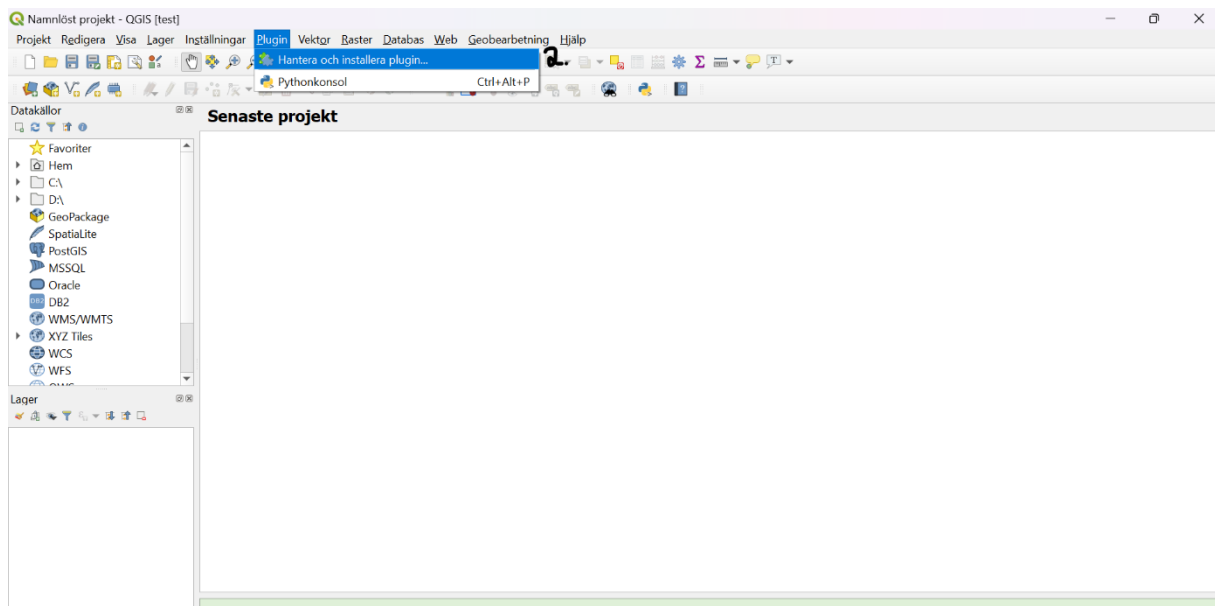 Namnlöst projekt - QGIS [test]
Projekt Redigera Visa Lager Inställningar Plugin Vektor Raster Databas Web Geobearbetning Hjälp
Hantera och installera plugin...
2.
Pythonkonsol Ctrl+Alt+P
Datakällor
Senaste projekt
Favoriter
Hem
C:\
D:\
GeoPackage
SpatiaLite
PostGIS
MSSQL
Oracle
DB2
WMS/WMTS
XYZ Tiles
WCS
WFS
Lager